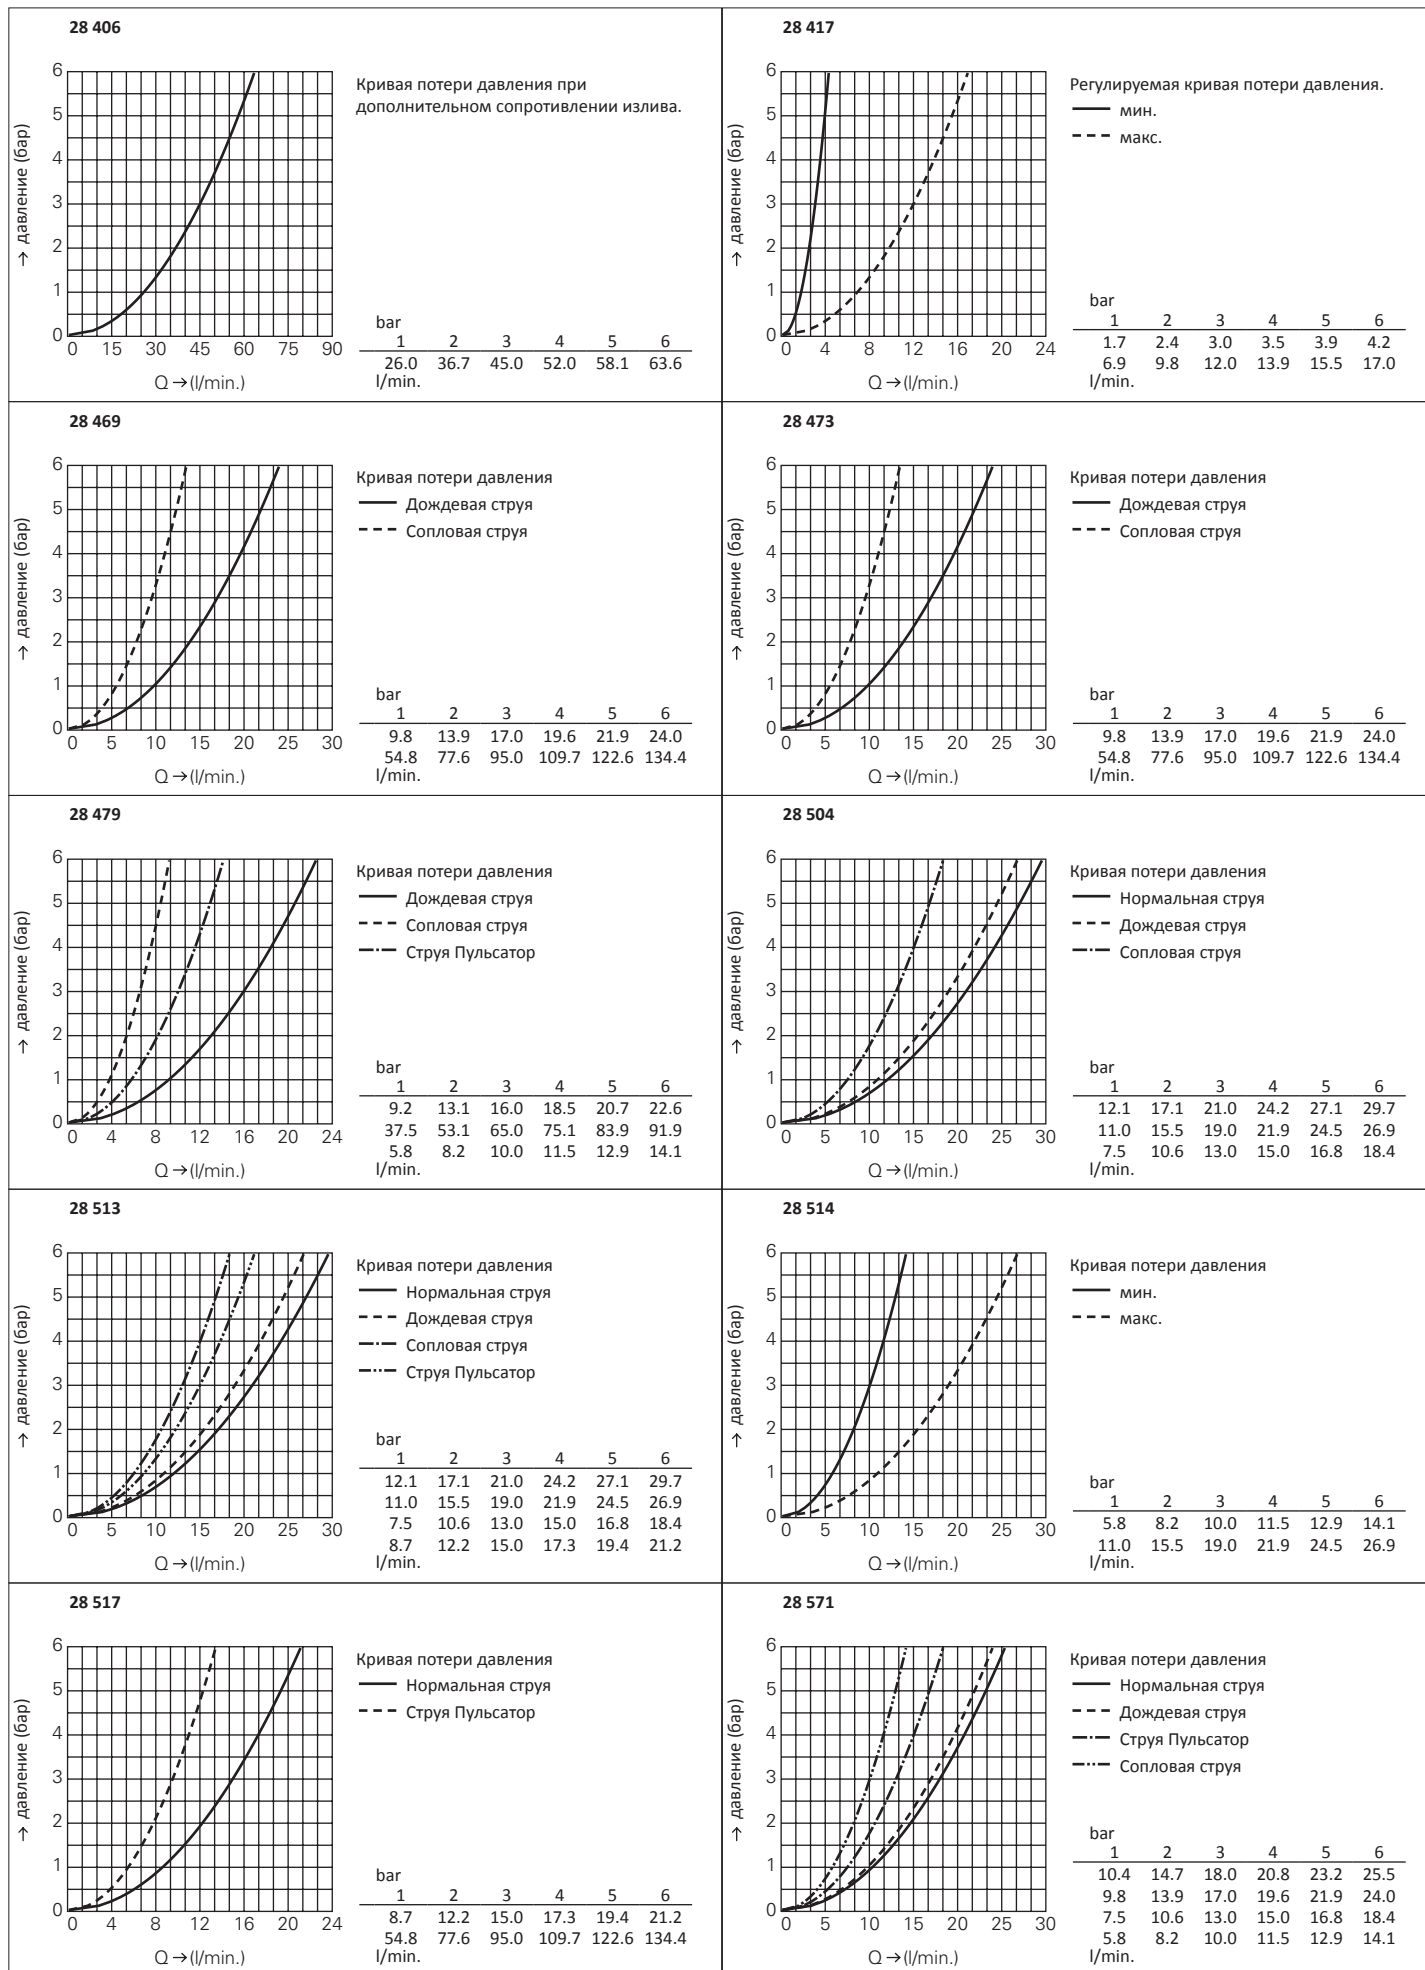 28 406
6
5
4
3
2
1
0
→ давление (бар)
0 15 30 45 60 75 90
Q →(l/min.)
Кривая потери давления при
дополнительном сопротивлении излива.
bar
1 2 3 4 5 6
26.0 36.7 45.0 52.0 58.1 63.6
l/min.
28 417
6
5
4
3
2
1
0
→ давление (бар)
0 4 8 12 16 20 24
Q →(l/min.)
Регулируемая кривая потери давления.
мин.
макс.
bar
1 2 3 4 5 6
1.7 2.4 3.0 3.5 3.9 4.2
6.9 9.8 12.0 13.9 15.5 17.0
l/min.
28 469
6
5
4
3
2
1
0
→ давление (бар)
0 5 10 15 20 25 30
Q →(l/min.)
Кривая потери давления
Дождевая струя
Сопловая струя
bar
1 2 3 4 5 6
9.8 13.9 17.0 19.6 21.9 24.0
54.8 77.6 95.0 109.7 122.6 134.4
l/min.
28 473
6
5
4
3
2
1
0
→ давление (бар)
0 5 10 15 20 25 30
Q →(l/min.)
Кривая потери давления
Дождевая струя
Сопловая струя
bar
1 2 3 4 5 6
9.8 13.9 17.0 19.6 21.9 24.0
54.8 77.6 95.0 109.7 122.6 134.4
l/min.
28 479
6
5
4
3
2
1
0
→ давление (бар)
0 4 8 12 16 20 24
Q →(l/min.)
Кривая потери давления
Дождевая струя
Сопловая струя
Струя Пульсатор
bar
1 2 3 4 5 6
9.2 13.1 16.0 18.5 20.7 22.6
37.5 53.1 65.0 75.1 83.9 91.9
5.8 8.2 10.0 11.5 12.9 14.1
l/min.
28 504
6
5
4
3
2
1
0
→ давление (бар)
0 5 10 15 20 25 30
Q →(l/min.)
Кривая потери давления
Нормальная струя
Дождевая струя
Сопловая струя
bar
1 2 3 4 5 6
12.1 17.1 21.0 24.2 27.1 29.7
11.0 15.5 19.0 21.9 24.5 26.9
7.5 10.6 13.0 15.0 16.8 18.4
l/min.
28 513
6
5
4
3
2
1
0
→ давление (бар)
0 5 10 15 20 25 30
Q →(l/min.)
Кривая потери давления
Нормальная струя
Дождевая струя
Сопловая струя
Струя Пульсатор
bar
1 2 3 4 5 6
12.1 17.1 21.0 24.2 27.1 29.7
11.0 15.5 19.0 21.9 24.5 26.9
7.5 10.6 13.0 15.0 16.8 18.4
8.7 12.2 15.0 17.3 19.4 21.2
l/min.
28 514
6
5
4
3
2
1
0
→ давление (бар)
0 5 10 15 20 25 30
Q →(l/min.)
Кривая потери давления
мин.
макс.
bar
1 2 3 4 5 6
5.8 8.2 10.0 11.5 12.9 14.1
11.0 15.5 19.0 21.9 24.5 26.9
l/min.
28 517
6
5
4
3
2
1
0
→ давление (бар)
0 4 8 12 16 20 24
Q →(l/min.)
Кривая потери давления
Нормальная струя
Струя Пульсатор
bar
1 2 3 4 5 6
8.7 12.2 15.0 17.3 19.4 21.2
54.8 77.6 95.0 109.7 122.6 134.4
l/min.
28 571
6
5
4
3
2
1
0
→ давление (бар)
0 5 10 15 20 25 30
Q →(l/min.)
Кривая потери давления
Нормальная струя
Дождевая струя
Струя Пульсатор
Сопловая струя
bar
1 2 3 4 5 6
10.4 14.7 18.0 20.8 23.2 25.5
9.8 13.9 17.0 19.6 21.9 24.0
7.5 10.6 13.0 15.0 16.8 18.4
5.8 8.2 10.0 11.5 12.9 14.1
l/min.